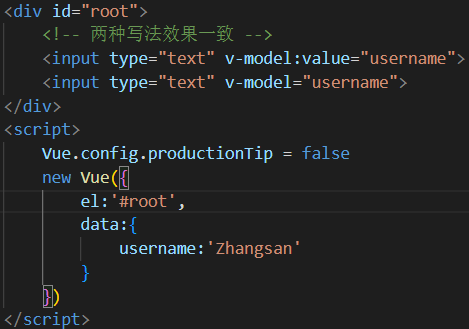 <div id="root">
<!-- 两种写法效果一致 -->
<input type="text" v-model:value="username">
<input type="text" v-model="username">
</div>
<script>
Vue.config.productionTip = false
new Vue({
el:'#root',
data:{
username:'Zhangsan'
}
})
</script>